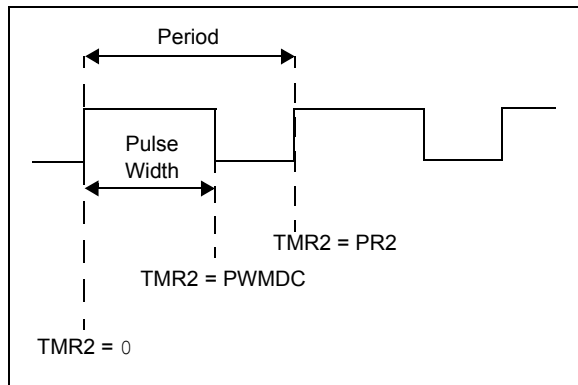 Period
Pulse
Width
TMR2 = PR2
TMR2 = PWMDC
TMR2 = 0